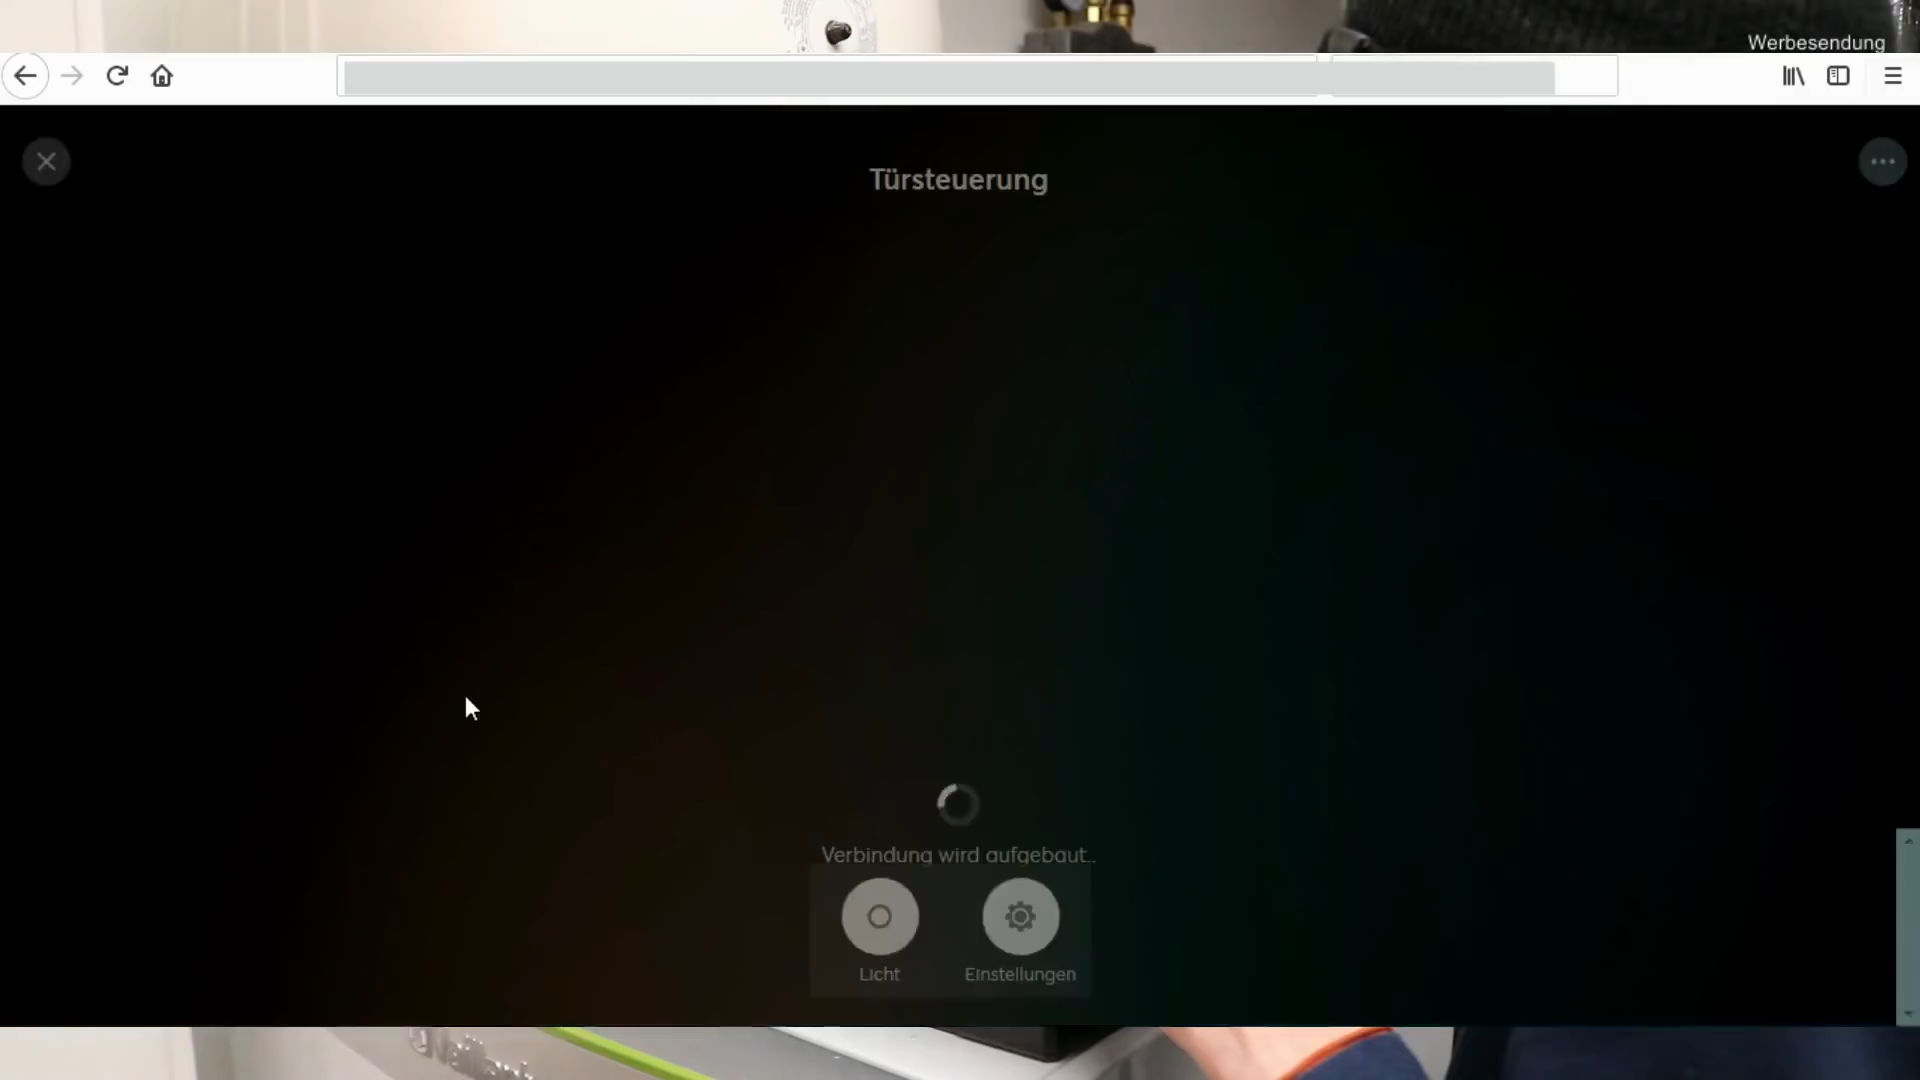 Werbesendung
Türsteuerung
Verbindung wird aufgebaut..
Licht
Einstellungen